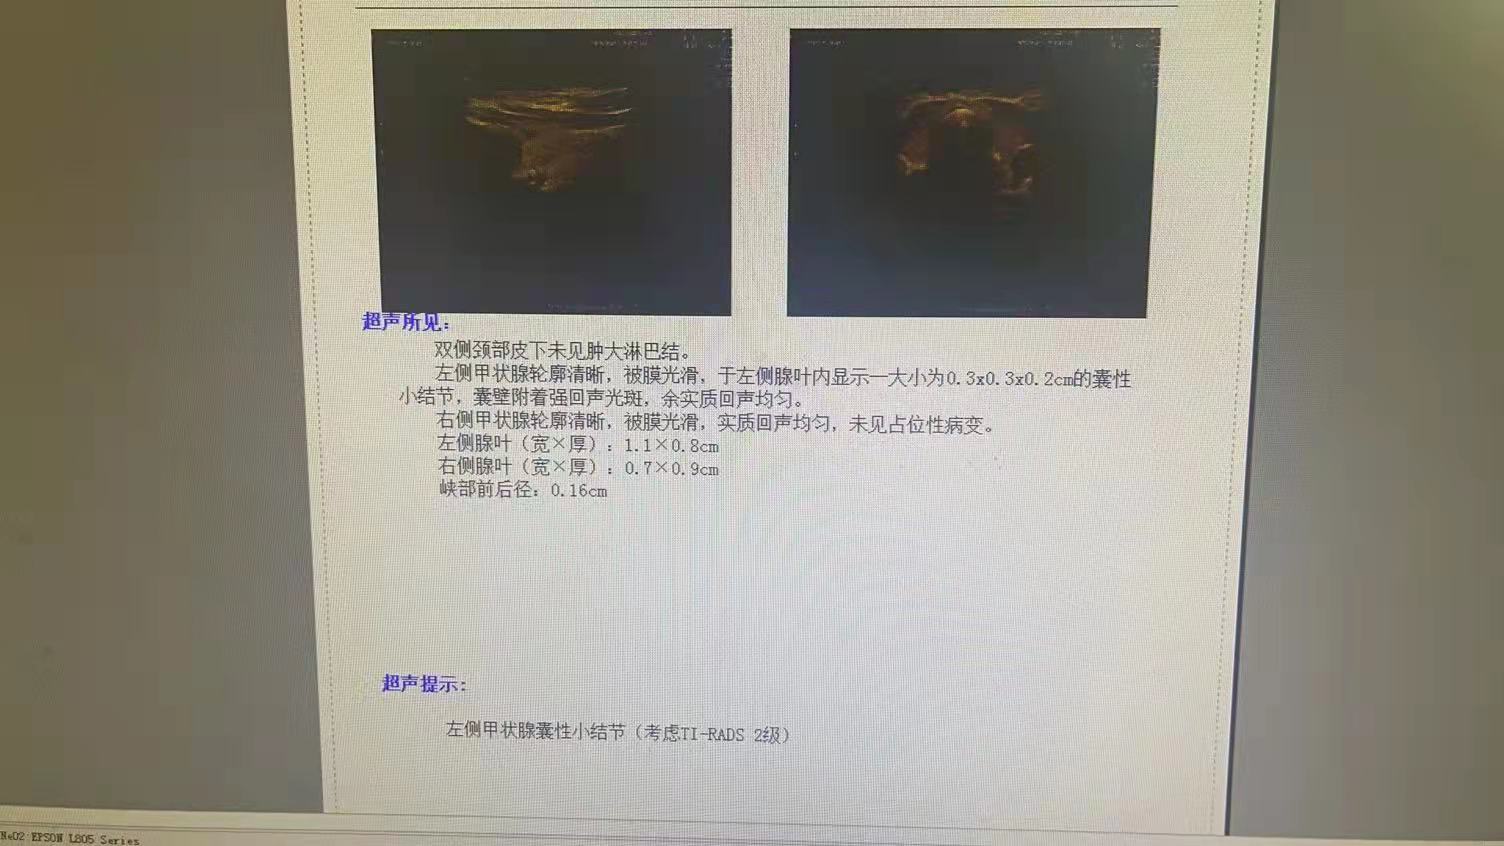 超声所见：
双侧颈部皮下未见肿大淋巴结。
左侧甲状腺轮廓清晰，被膜光滑，于左侧腺叶内显示一大小为0.3x0.3x0.2cm的囊性
小结节，囊壁附着强回声光斑，余实质回声均匀。
右侧甲状腺轮廓清晰，被膜光滑，实质回声均匀，未见占位性病变。
左侧腺叶（宽×厚）：1.1×0.8cm
右侧腺叶（宽×厚）：0.7×0.9cm
峡部前后径：0.16cm
超声提示：
左侧甲状腺囊性小结节（考虑TI-RADS 2级）
Ne02:EPSON L805 Series